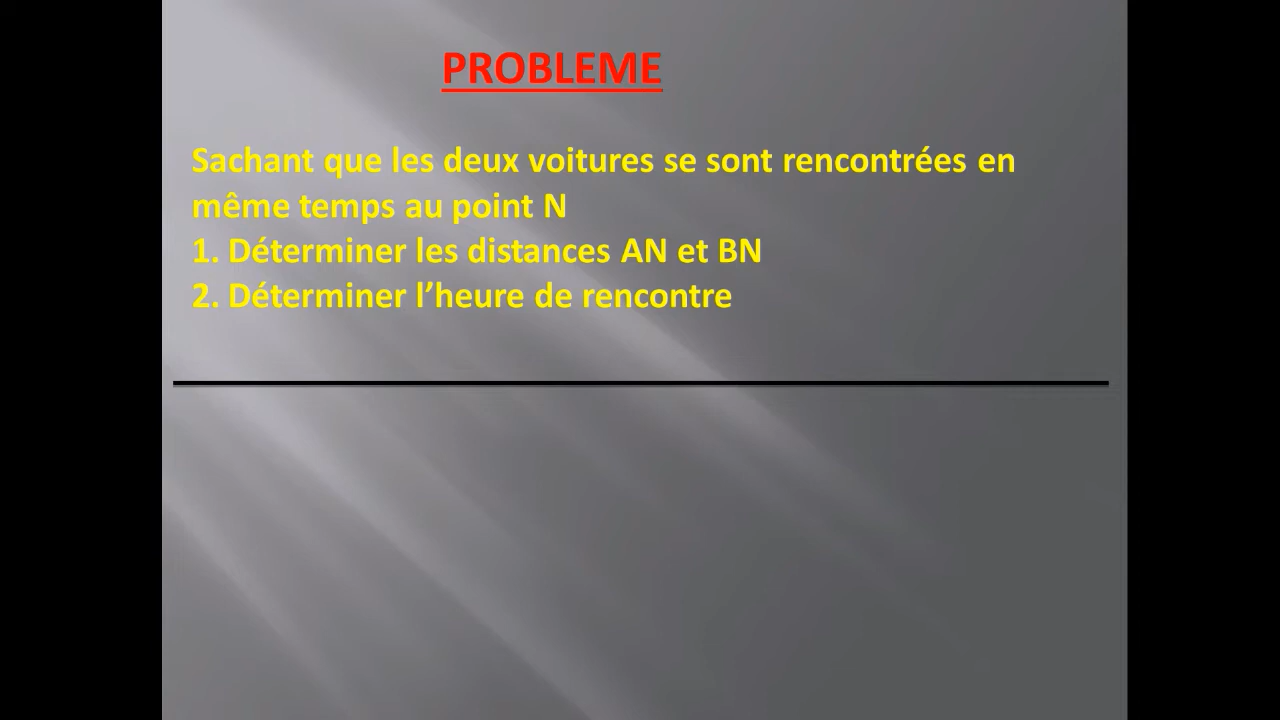 PROBLEME
Sachant que les deux voitures se sont rencontrées en
même temps au point N
1. Déterminer les distances AN et BN
2. Déterminer l’heure de rencontre